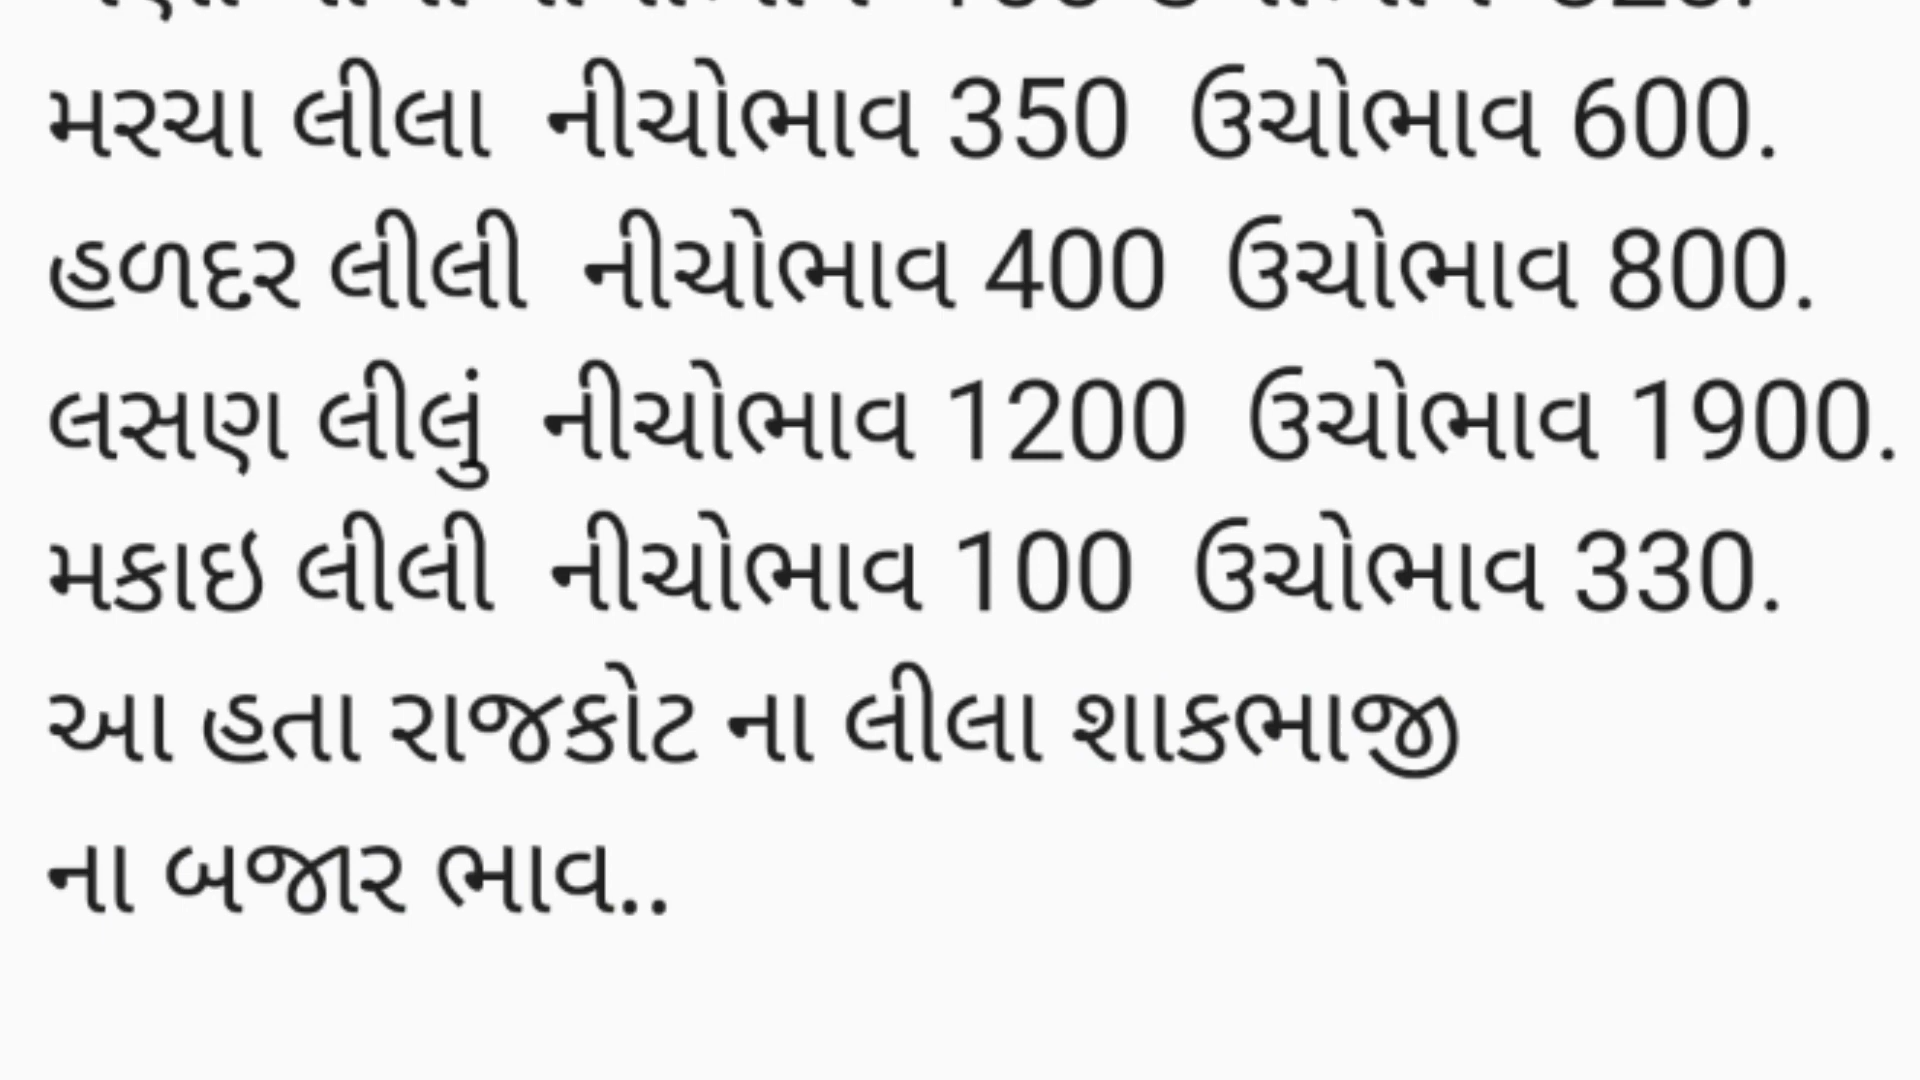 મરચા લીલા નીચોભાવ 350 ઉચોભાવ 600.
હળદર લીલી નીચોભાવ 400 ઉચોભાવ 800.
લસણ લીલું નીચોભાવ 1200 ઉચોભાવ 1900.
મકાઇ લીલી નીચોભાવ 100 ઉચોભાવ 330.
આ હતા રાજકોટ ના લીલા શાકભાજી
ના બજાર ભાવ..